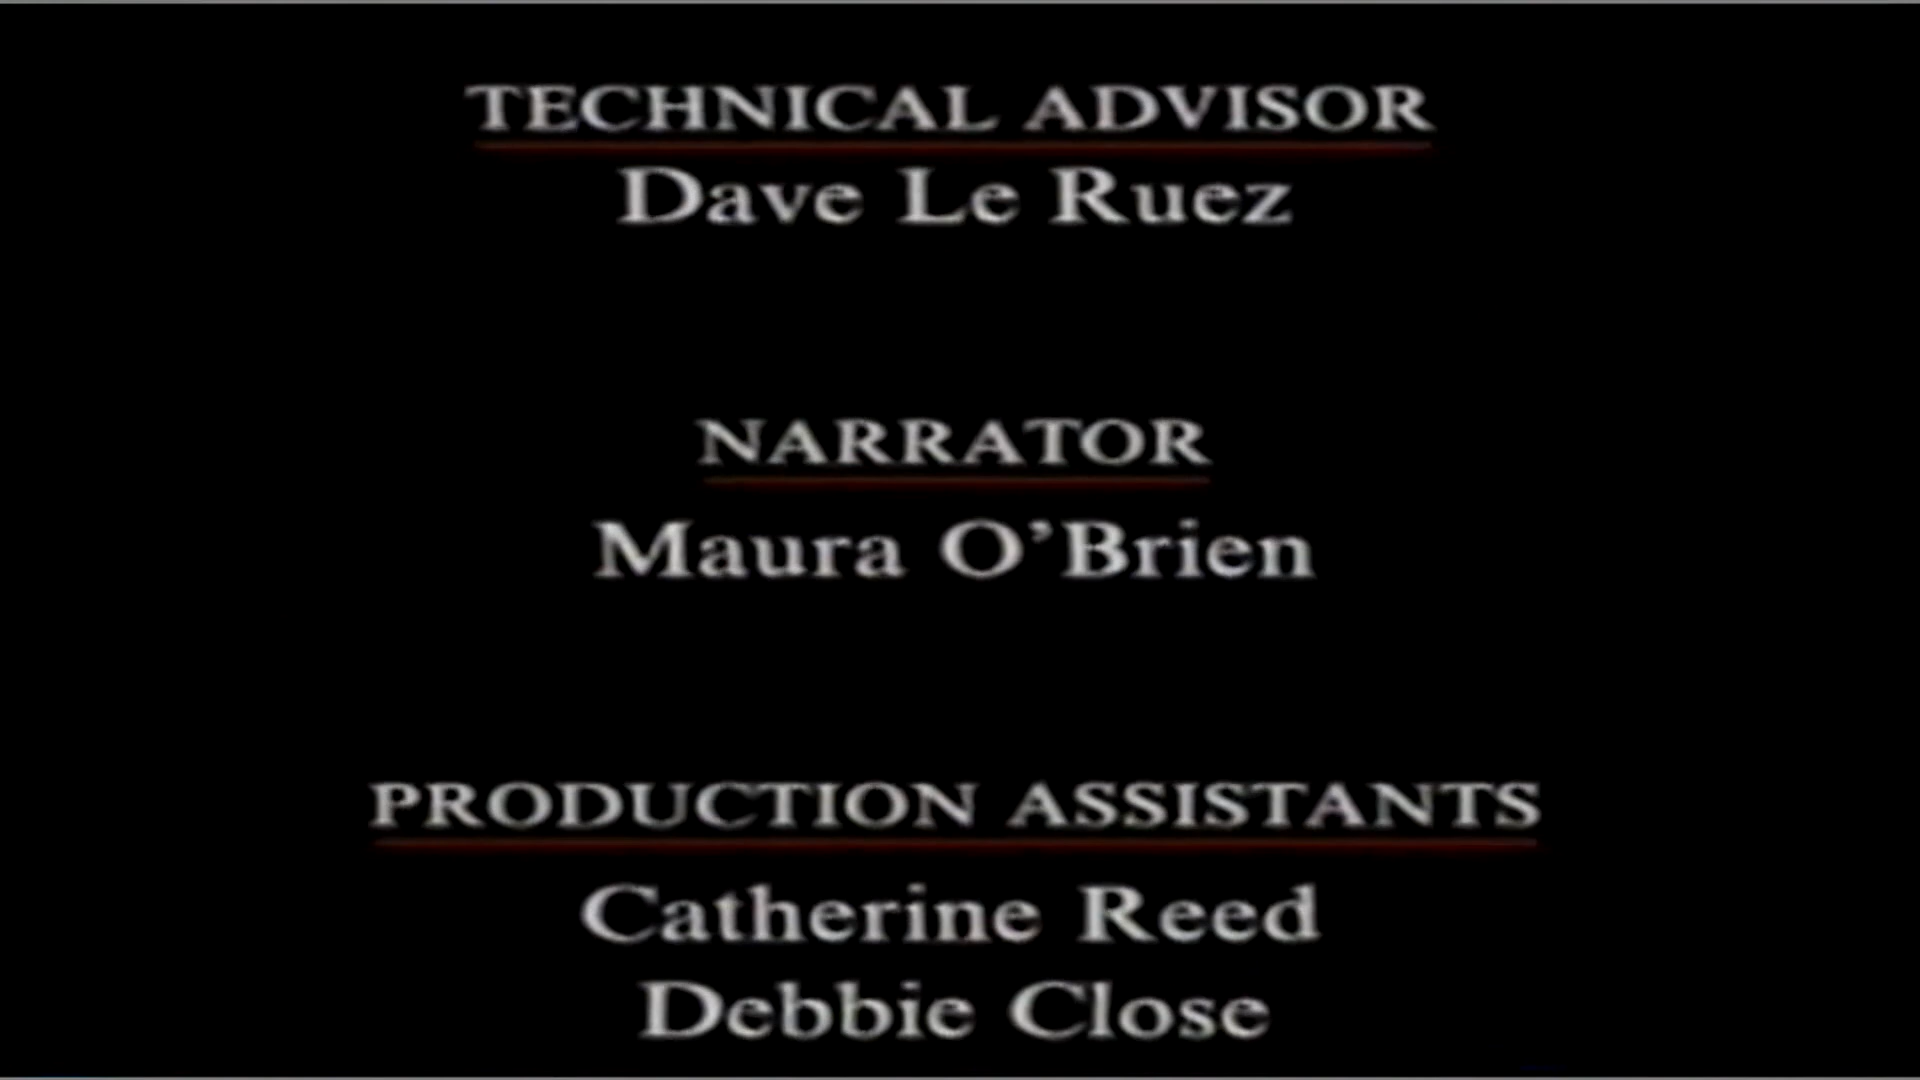 TECHNICAL ADVISOR
Dave Le Ruez
NARRATOR
Maura O’Brien
PRODUCTION ASSISTANTS
Catherine Reed
Debbie Close